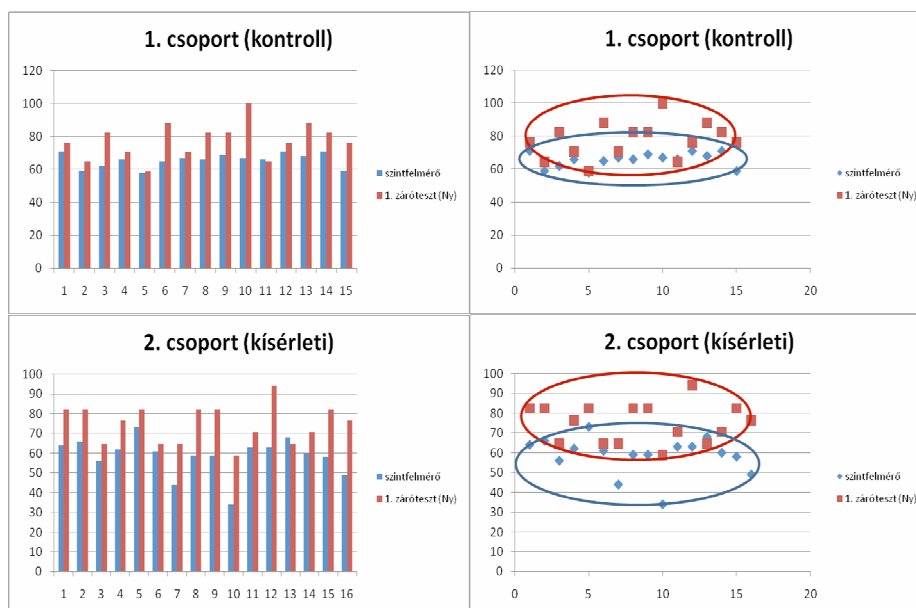 1. csoport (kontroll)
120
100
80
60
40
20
0
1 2 3 4 5 6 7 8 9 10 11 12 13 14 15
szintfelmérő
1. záróteszt (Ny)
1. csoport (kontroll)
120
100
80
60
40
20
0
0 5 10 15 20
szintfelmérő
1. záróteszt (Ny)
2. csoport (kísérleti)
100
90
80
70
60
50
40
30
20
10
0
1 2 3 4 5 6 7 8 9 10 11 12 13 14 15 16
szintfelmérő
1. záróteszt (Ny)
2. csoport (kísérleti)
100
90
80
70
60
50
40
30
20
10
0
0 5 10 15 20
szintfelmérő
1. záróteszt (Ny)